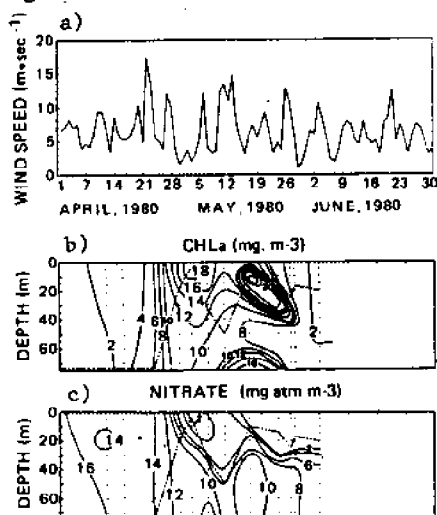 a)
WIND SPEED (m•sec-1)
20
15
10
5
0
1 7 14 21 28 5 12 19 26 2 9 16 23 30
APRIL, 1980 MAY, 1980 JUNE, 1980
b) CHLa (mg. m-3)
DEPTH (m)
0
20
40
60
2 4 6 8 12 14 16 18 10 8 2
c) NITRATE (mg atm m-3)
DEPTH (m)
0
20
40
60
16 14 14 12 10 10 8 6